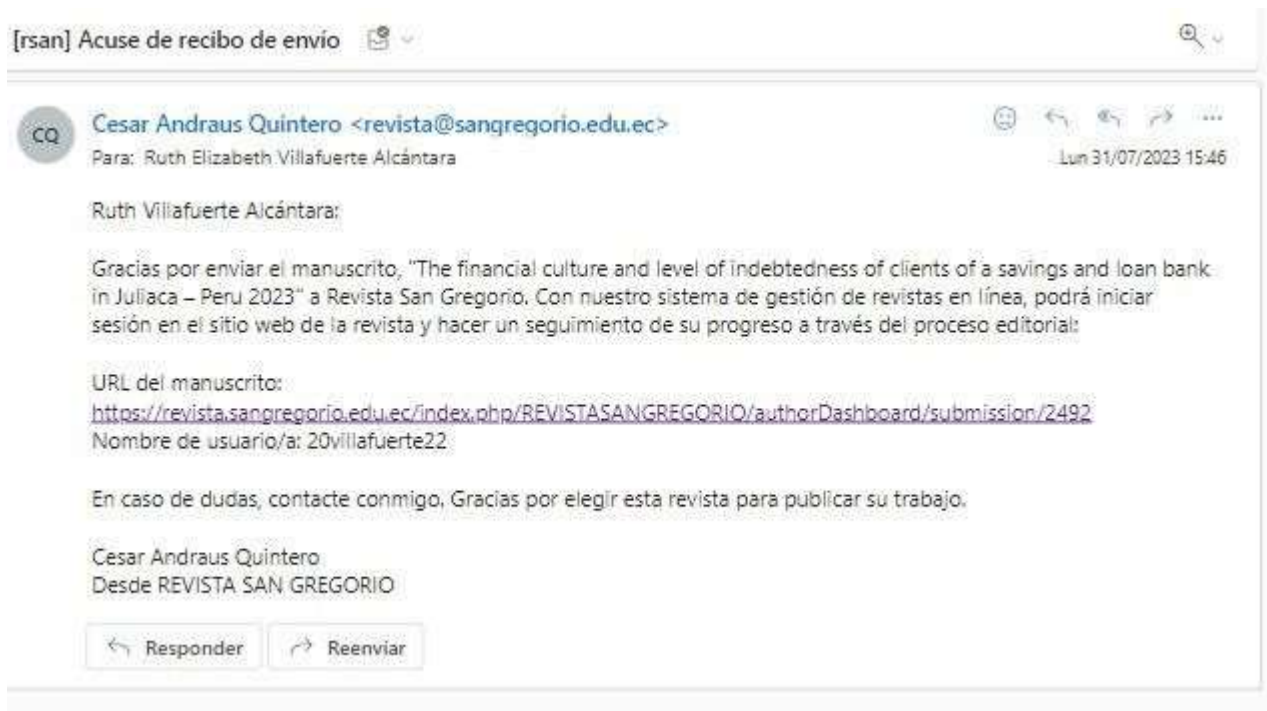 [rsan] Acuse de recibo de envío
CQ
Cesar Andraus Quintero <revista@sangregorio.edu.ec>
Para: Ruth Elizabeth Villafuerte Alcántara
Lun 31/07/2023 15:46
Ruth Villafuerte Alcántara:
Gracias por enviar el manuscrito, "The financial culture and level of indebtedness of clients of a savings and loan bank
in Juliaca – Peru 2023" a Revista San Gregorio. Con nuestro sistema de gestión de revistas en línea, podrá iniciar
sesión en el sitio web de la revista y hacer un seguimiento de su progreso a través del proceso editorial:
URL del manuscrito:
https://revista.sangregorio.edu.ec/index.php/REVISTASANGREGORIO/authorDashboard/submission/2492
Nombre de usuario/a: 20villafuerte22
En caso de dudas, contacte conmigo. Gracias por elegir esta revista para publicar su trabajo.
Cesar Andraus Quintero
Desde REVISTA SAN GREGORIO
Responder
Reenviar